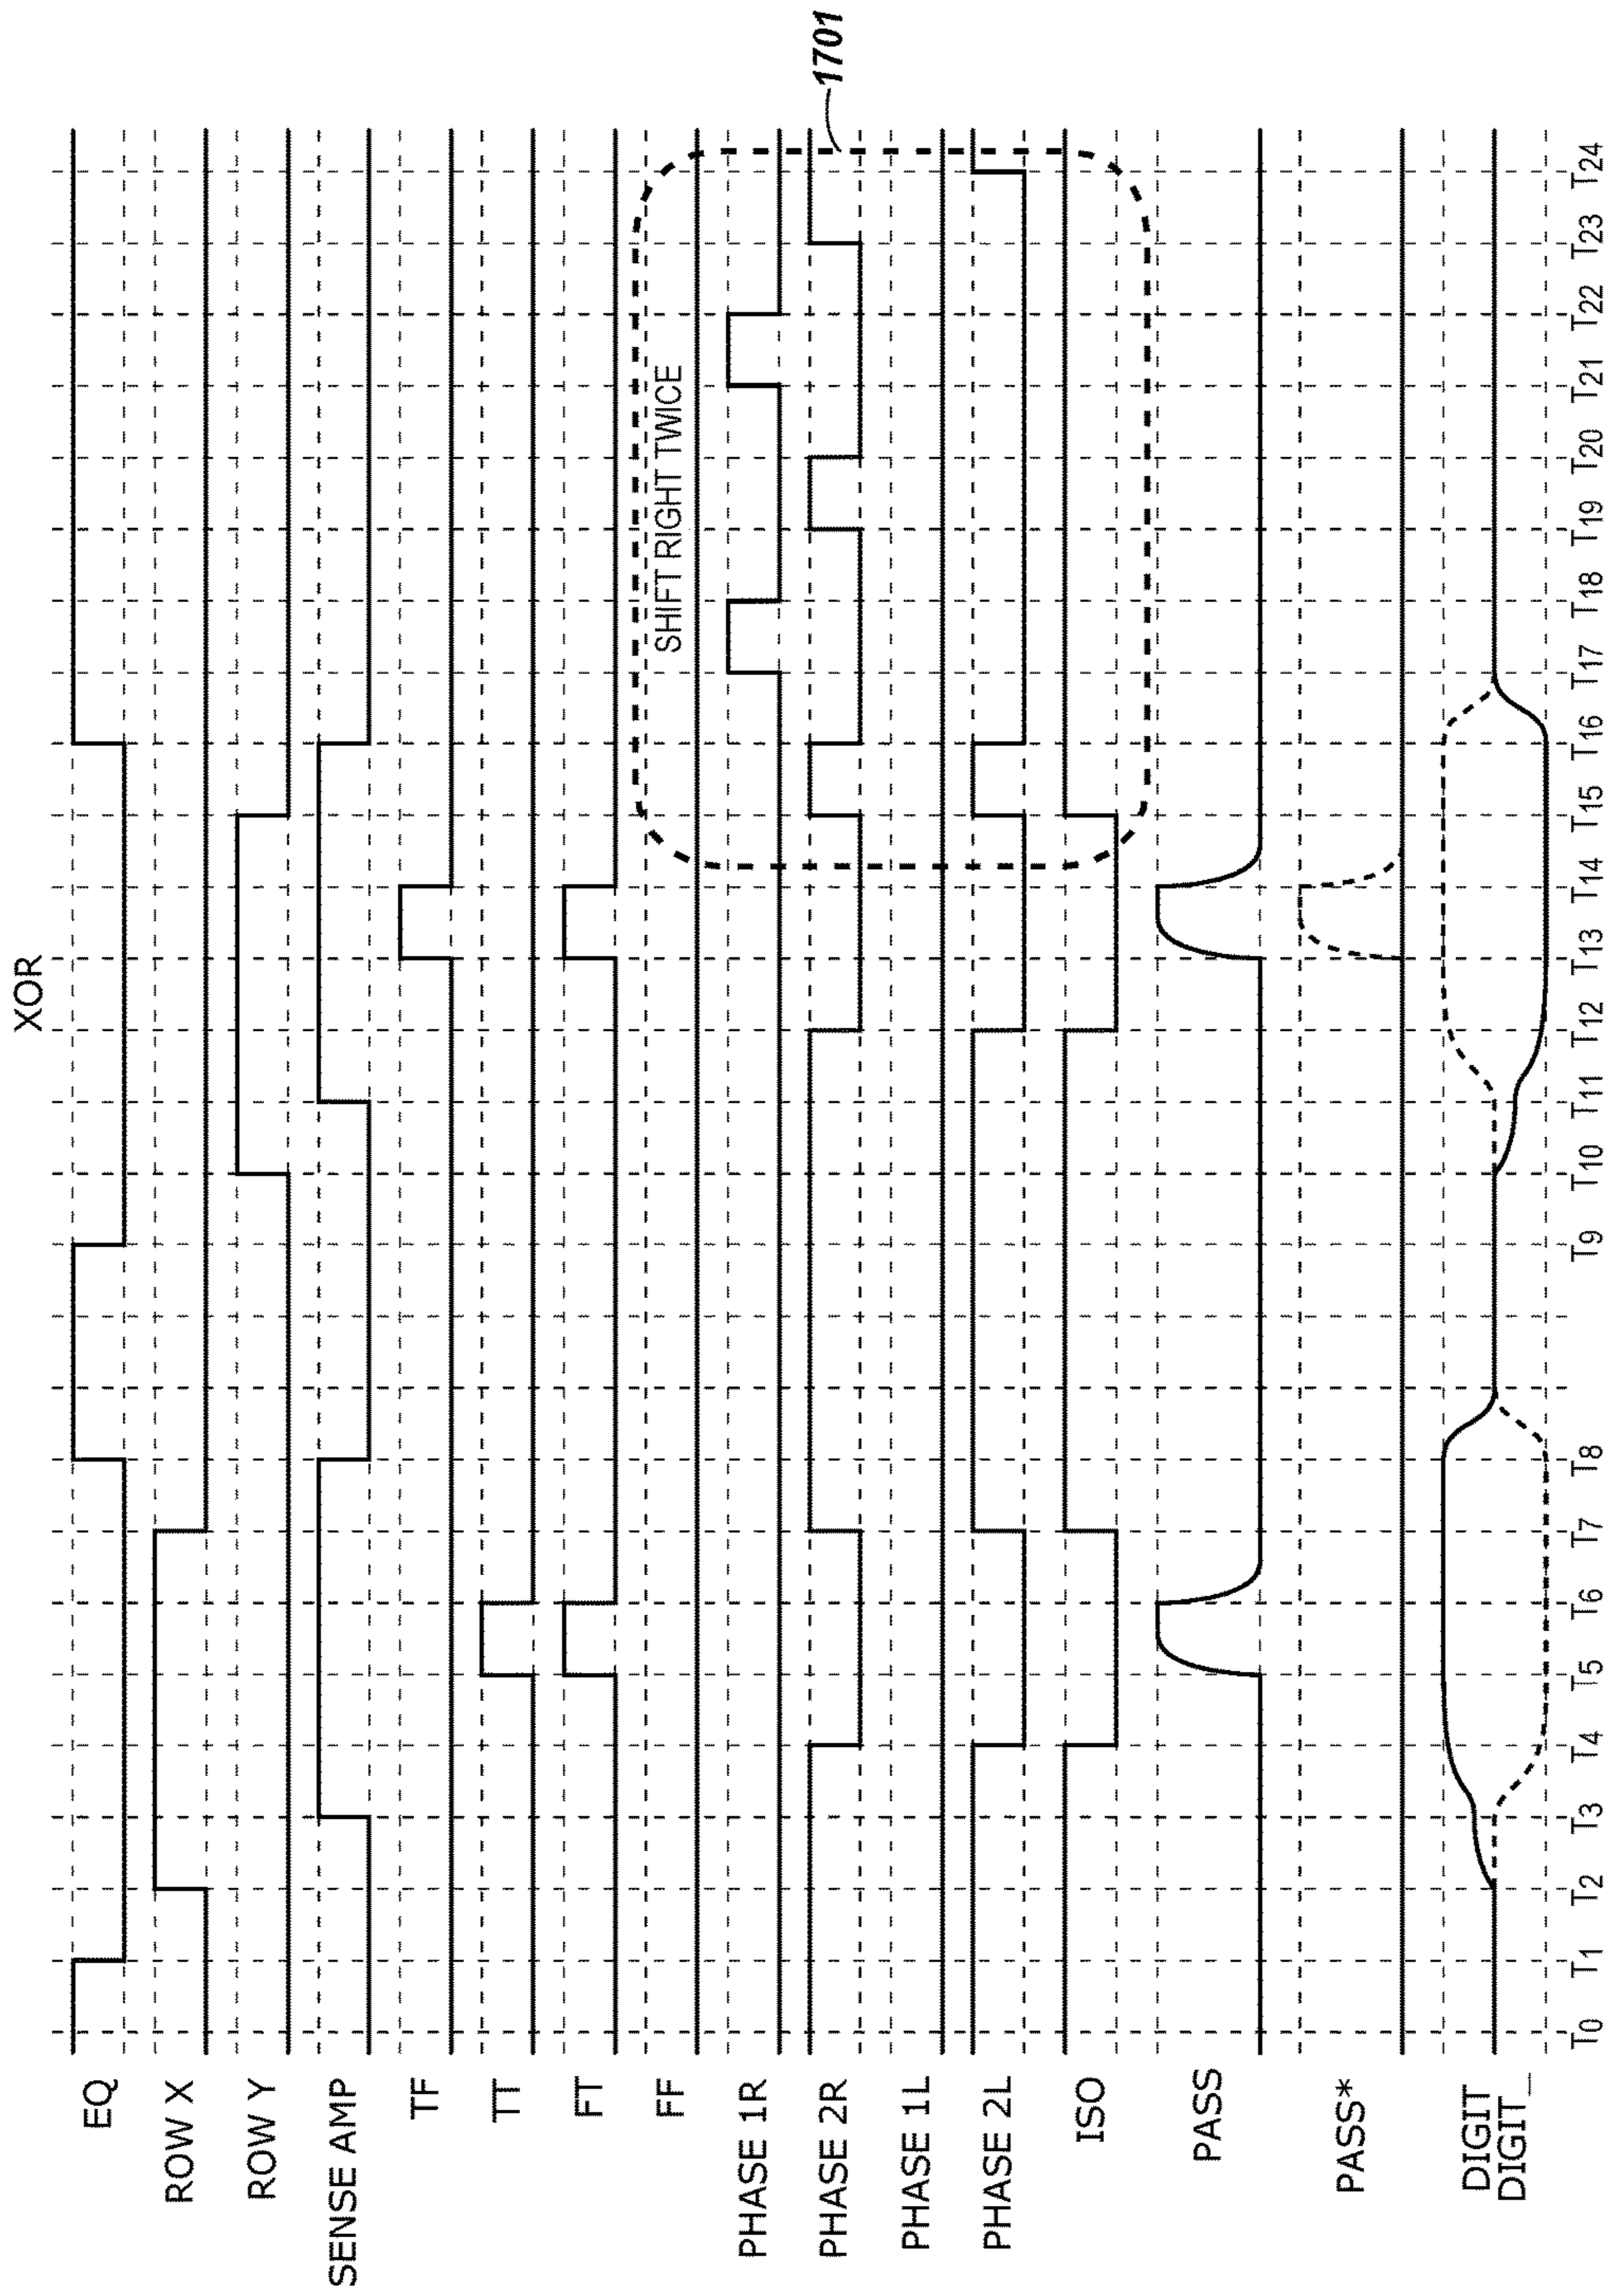 XOR
EQ
ROW X
ROW Y
SENSE AMP
TF
TT
FT
FF
PHASE 1R
PHASE 2R
PHASE 1L
PHASE 2L
ISO
PASS
PASS*
DIGIT
DIGIT_
SHIFT RIGHT TWICE
1701
T0 T1 T2 T3 T4 T5 T6 T7 T8 T9 T10 T11 T12 T13 T14 T15 T16 T17 T18 T19 T20 T21 T22 T23 T24